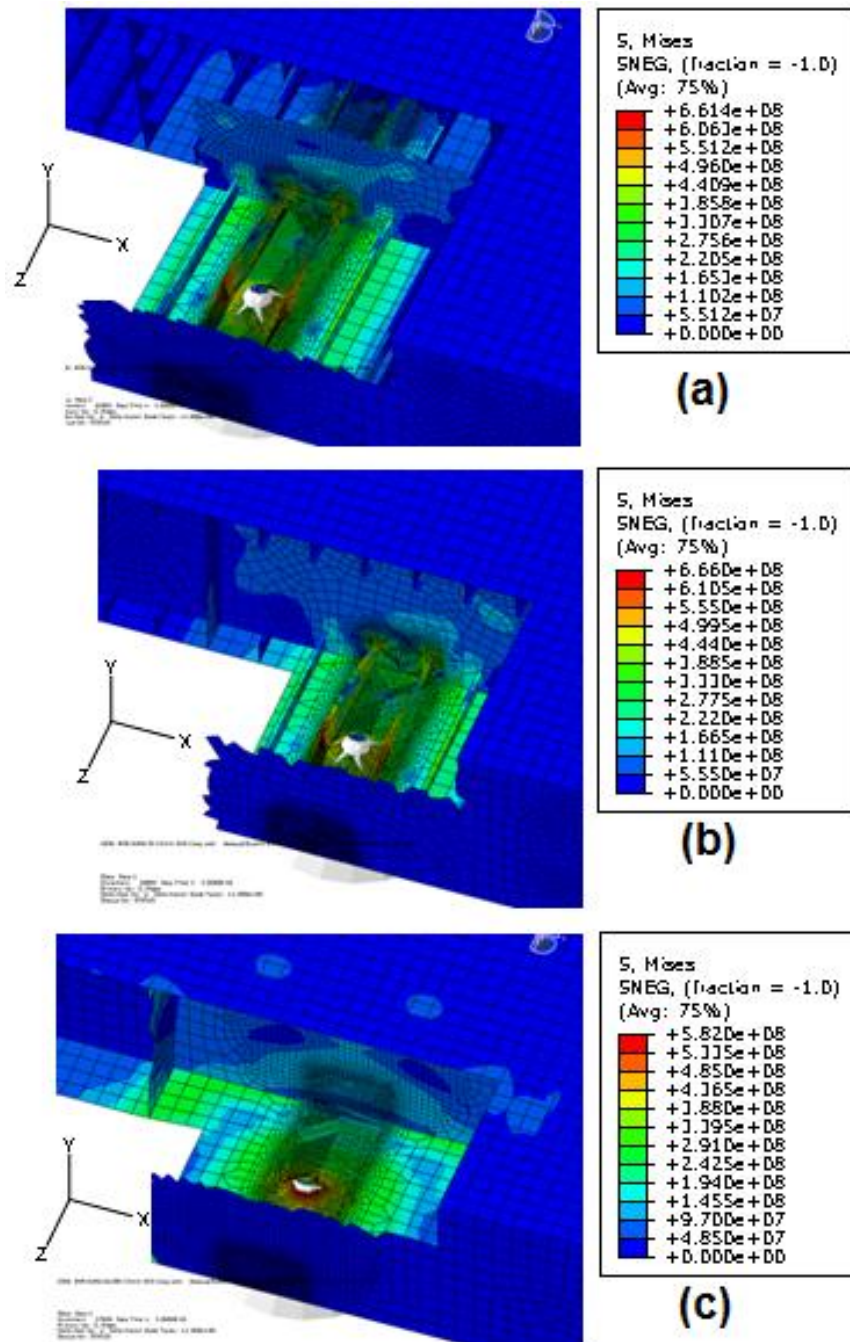 S, Mises
SNEG, (fraction = -1.0)
(Avg: 75%)
+6.614e+08
+6.063e+08
+5.512e+08
+4.960e+08
+4.409e+08
+3.858e+08
+3.307e+08
+2.756e+08
+2.205e+08
+1.653e+08
+1.102e+08
+5.512e+07
+0.000e+00
Y
X
Z
(a)
S, Mises
SNEG, (fraction = -1.0)
(Avg: 75%)
+6.660e+08
+6.105e+08
+5.550e+08
+4.995e+08
+4.440e+08
+3.885e+08
+3.330e+08
+2.775e+08
+2.220e+08
+1.665e+08
+1.110e+08
+5.550e+07
+0.000e+00
Y
X
Z
(b)
S, Mises
SNEG, (fraction = -1.0)
(Avg: 75%)
+5.820e+08
+5.335e+08
+4.850e+08
+4.365e+08
+3.880e+08
+3.395e+08
+2.910e+08
+2.425e+08
+1.940e+08
+1.455e+08
+9.700e+07
+4.850e+07
+0.000e+00
Y
X
Z
(c)